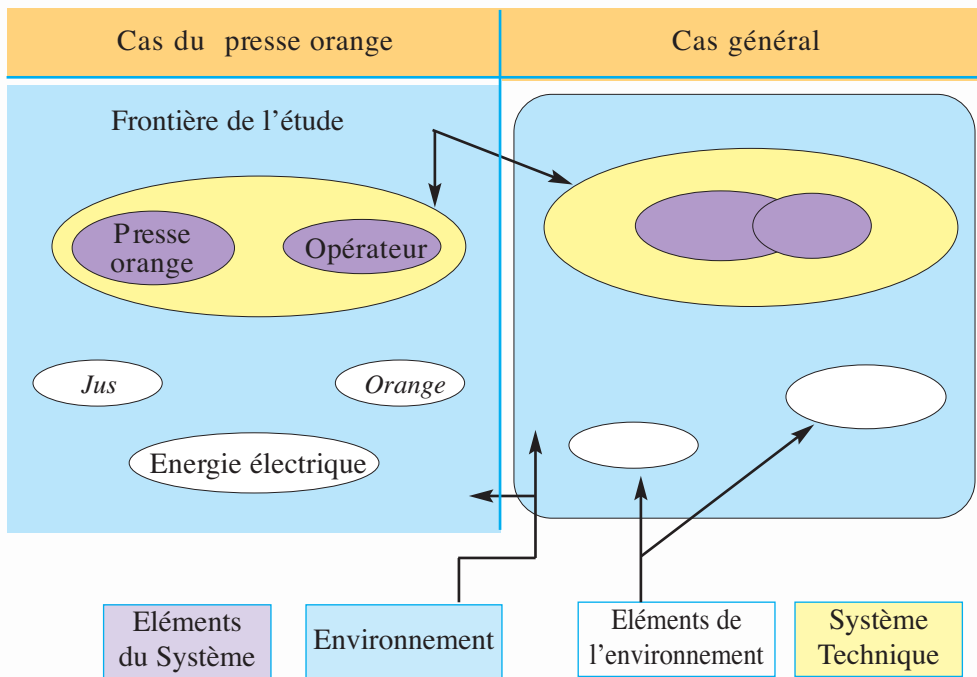 Cas du presse orange
Cas général
Frontière de l'étude
Presse
orange
Opérateur
Jus
Orange
Energie électrique
Eléments
du Système
Environnement
Eléments de
l'environnement
Système
Technique